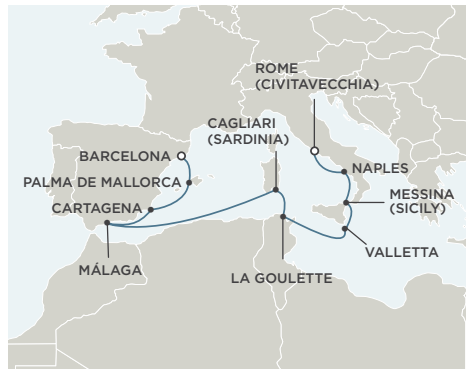 ROME
(CIVITAVECCHIA)
CAGLIARI
(SARDINIA)
BARCELONA
NAPLES
PALMA DE MALLORCA
MESSINA
(SICILY)
CARTAGENA
VALLETTA
MÁLAGA
LA GOULETTE